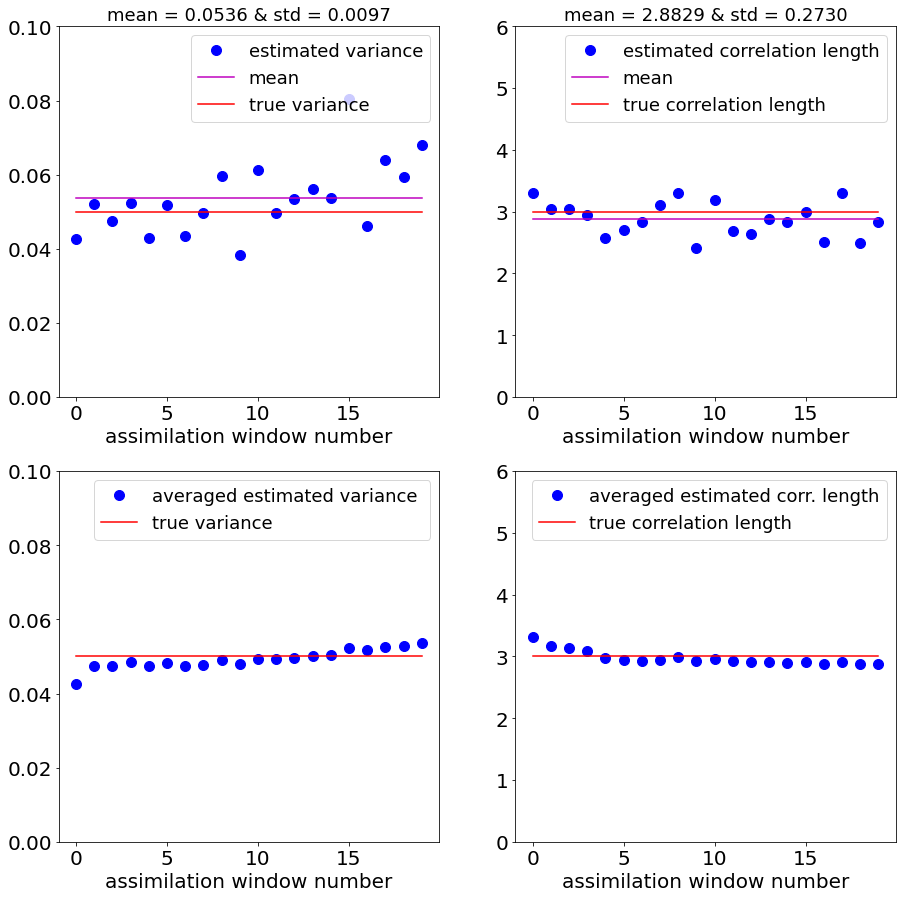 mean = 0.0536 & std = 0.0097
0.10
0.08
0.06
0.04
0.02
0.00
estimated variance
mean
true variance
0 5 10 15
assimilation window number
mean = 2.8829 & std = 0.2730
6
5
4
3
2
1
0
estimated correlation length
mean
true correlation length
0 5 10 15
assimilation window number
0.10
0.08
0.06
0.04
0.02
0.00
averaged estimated variance
true variance
0 5 10 15
assimilation window number
6
5
4
3
2
1
0
averaged estimated corr. length
true correlation length
0 5 10 15
assimilation window number